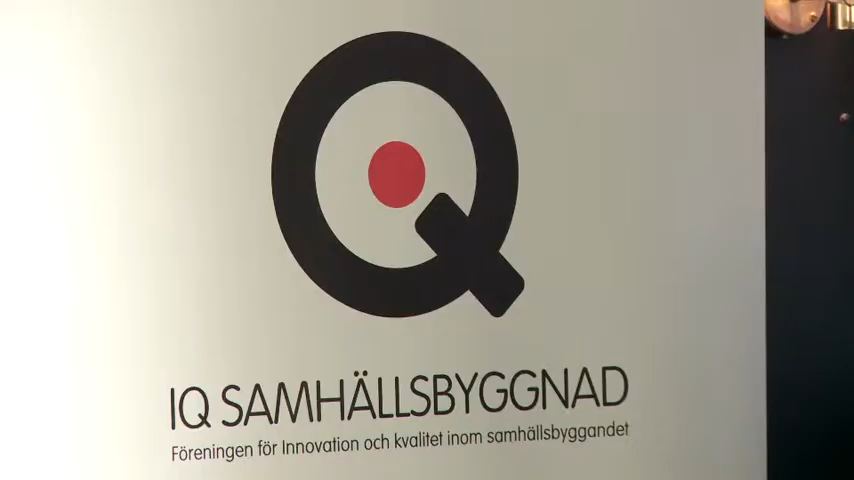 IQ SAMHÄLLSBYGGNAD
Föreningen för Innovation och kvalitet inom samhällsbyggandet